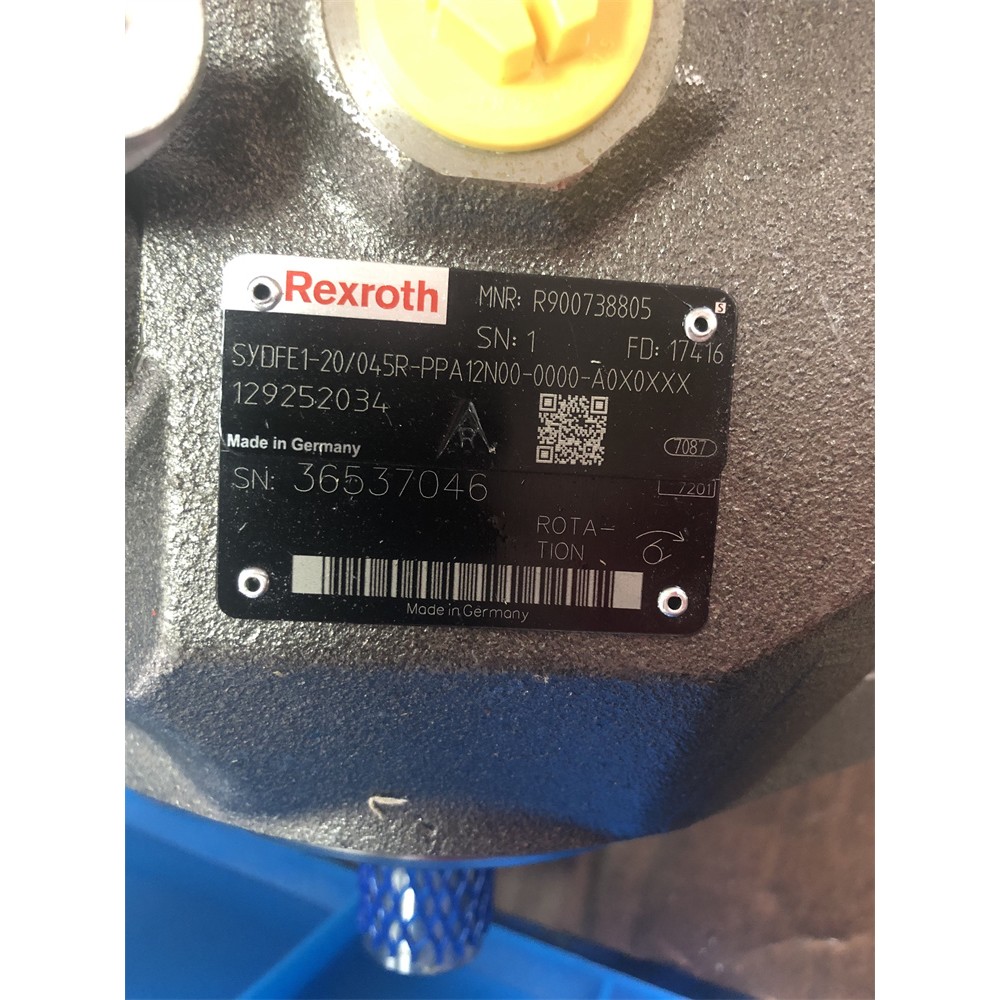 Rexroth
MNR: R900738805
S
SN: 1 FD: 17416
SYDFE1-20/045R-PPA12N00-0000-A0X0XXX
129252034
R
Made in Germany
7087
SN: 36537046
7201
ROTA-
TION
Made in Germany